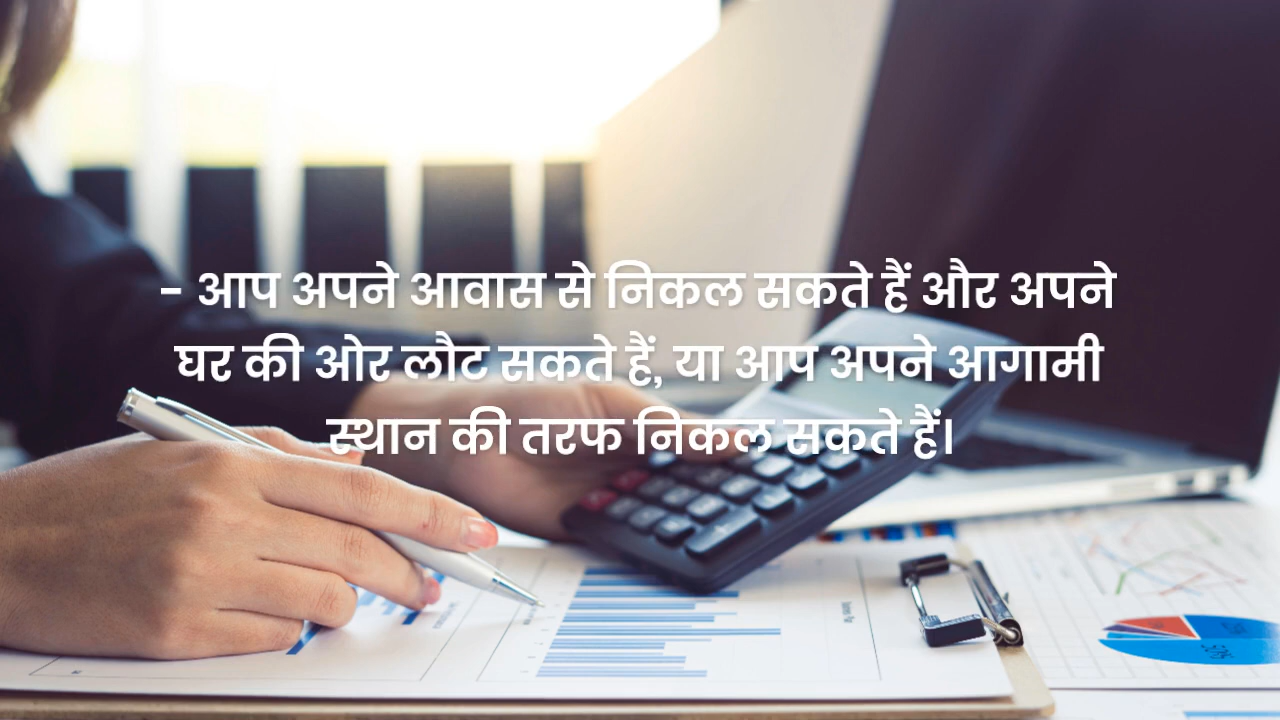 - आप अपने आवास से निकल सकते हैं और अपने
घर की ओर लौट सकते हैं, या आप अपने आगामी
स्थान की तरफ निकल सकते हैं।